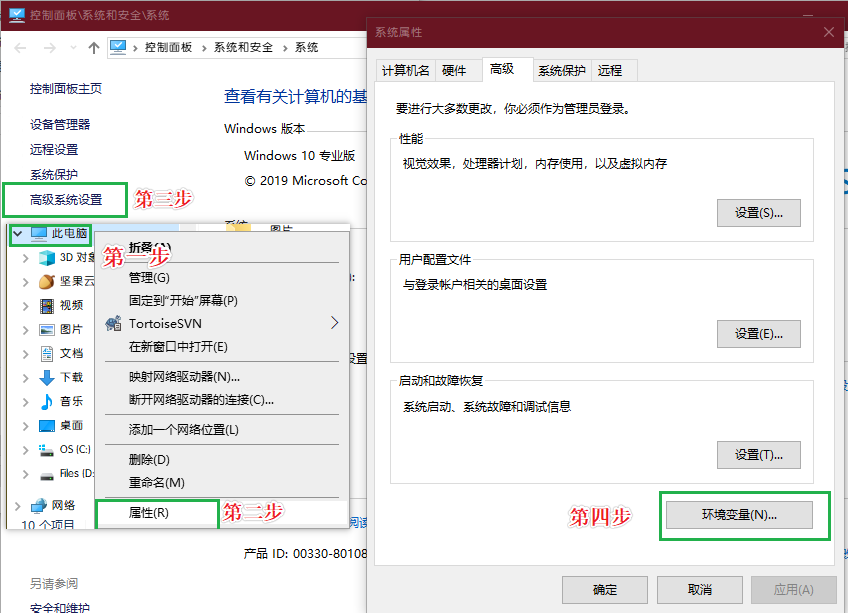 控制面板\系统和安全\系统
控制面板 系统和安全 系统
控制面板主页
设备管理器
远程设置
系统保护
高级系统设置
第三步
查看有关计算机的基
Windows 版本
Windows 10 专业版
© 2019 Microsoft Co
系统
图片
此电脑
3D 对象
坚果云
视频
图片
文档
下载
音乐
桌面
OS (C:)
Files (D:
网络
10 个项目
第一步
折叠(A)
管理(G)
固定到"开始"屏幕(P)
TortoiseSVN
在新窗口中打开(E)
映射网络驱动器(N)...
断开网络驱动器的连接(C)...
添加一个网络位置(L)
删除(D)
重命名(M)
属性(R)
第二步
设置
阅读
产品 ID: 00330-80108
另请参阅
安全和维护
系统属性
计算机名 硬件 高级 系统保护 远程
要进行大多数更改，你必须作为管理员登录。
性能
视觉效果，处理器计划，内存使用，以及虚拟内存
设置(S)...
用户配置文件
与登录帐户相关的桌面设置
设置(E)...
启动和故障恢复
系统启动、系统故障和调试信息
设置(T)...
第四步
环境变量(N)...
确定 取消 应用(A)